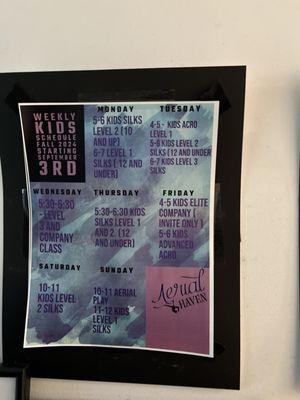 WEEKLY
KIDS
SCHEDULE
FALL 2024
STARTING
SEPTEMBER
3RD
MONDAY
5-6 KIDS SILKS
LEVEL 2 (10
AND UP)
6-7 LEVEL 1
SILKS (12 AND
UNDER)
TUESDAY
4-5 - KIDS ACRO
LEVEL 1
5-6 KIDS LEVEL 2
SILKS (12 AND UNDER
6-7 KIDS LEVEL 3
SILKS
WEDNESDAY
5:30-6:30
- LEVEL
3 AND
COMPANY
CLASS
THURSDAY
5:30-6:30 KIDS
SILKS LEVEL 1
AND 2. (12
AND UNDER)
FRIDAY
4-5 KIDS ELITE
COMPANY (
INVITE ONLY)
5-6 KIDS
ADVANCED
ACRO
SATURDAY
10-11
KIDS LEVEL
2 SILKS
SUNDAY
10-11 AERIAL
PLAY
11-12 KIDS
LEVEL 1
SILKS
Aerial
HAVEN